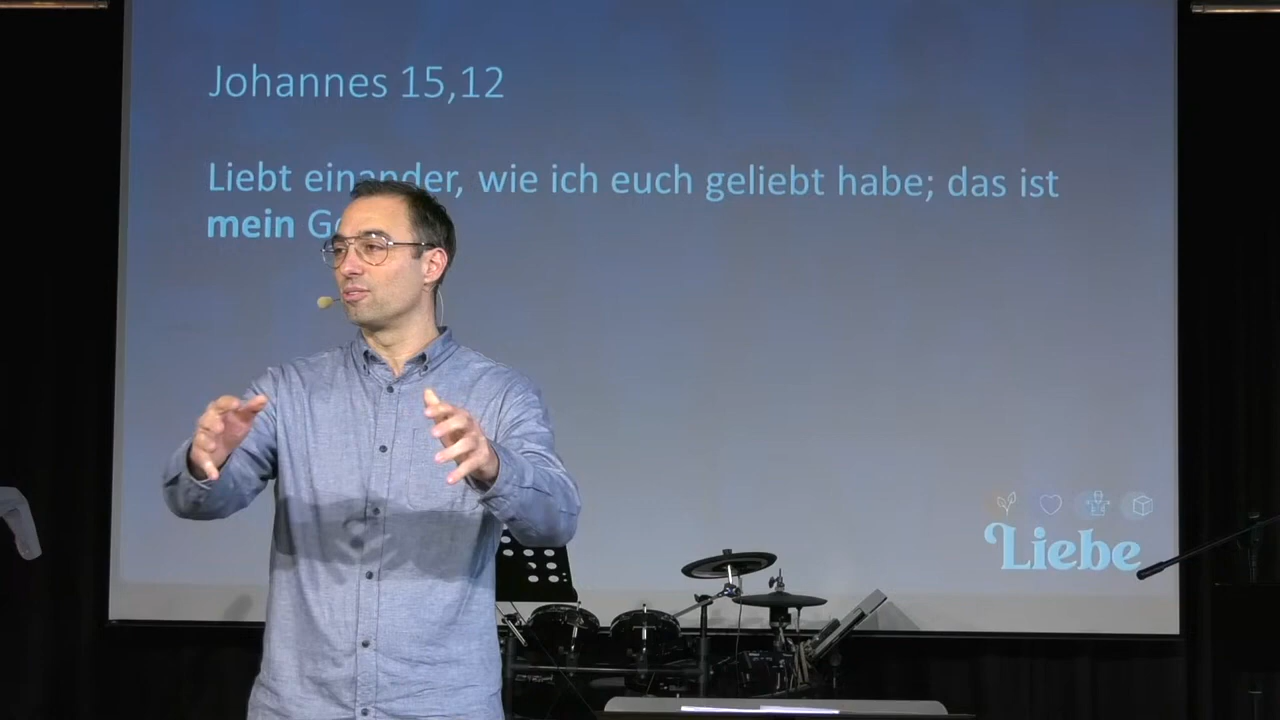 Johannes 15,12
Liebt einander, wie ich euch geliebt habe; das ist
mein
Liebe